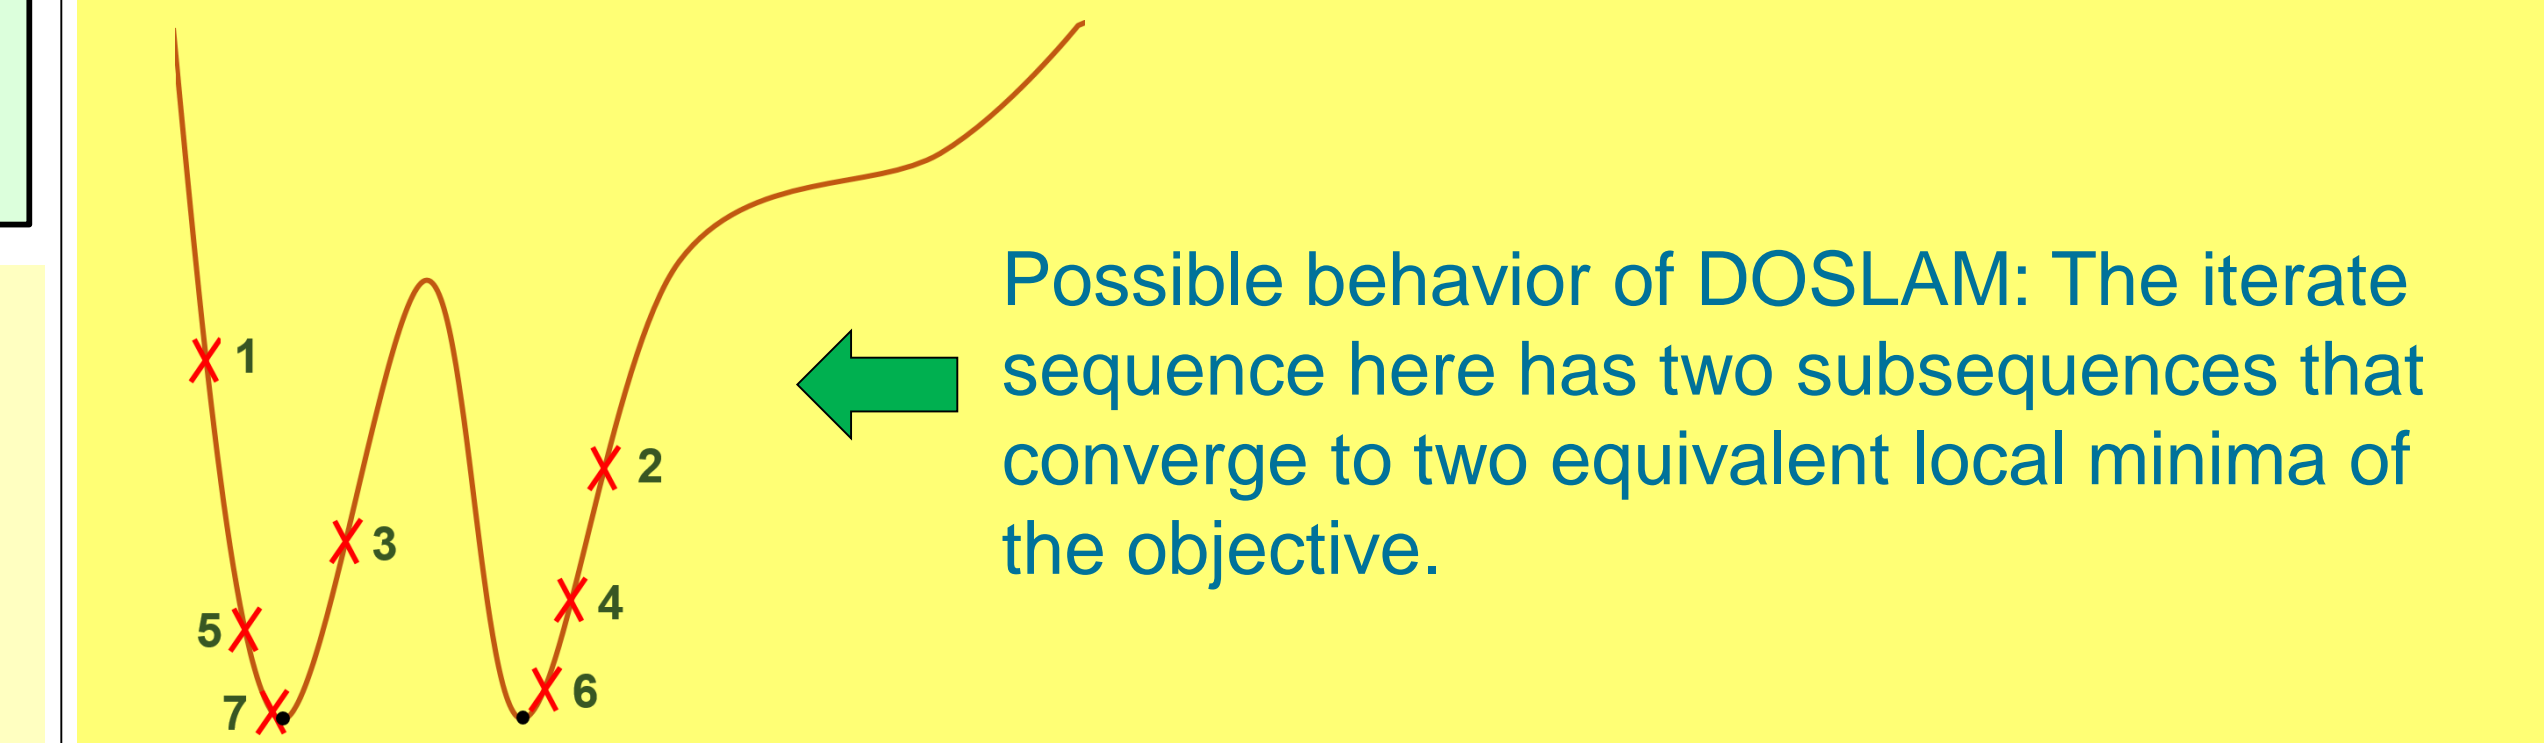 1
2
3
4
5
6
7
Possible behavior of DOSLAM: The iterate
sequence here has two subsequences that
converge to two equivalent local minima of
the objective.